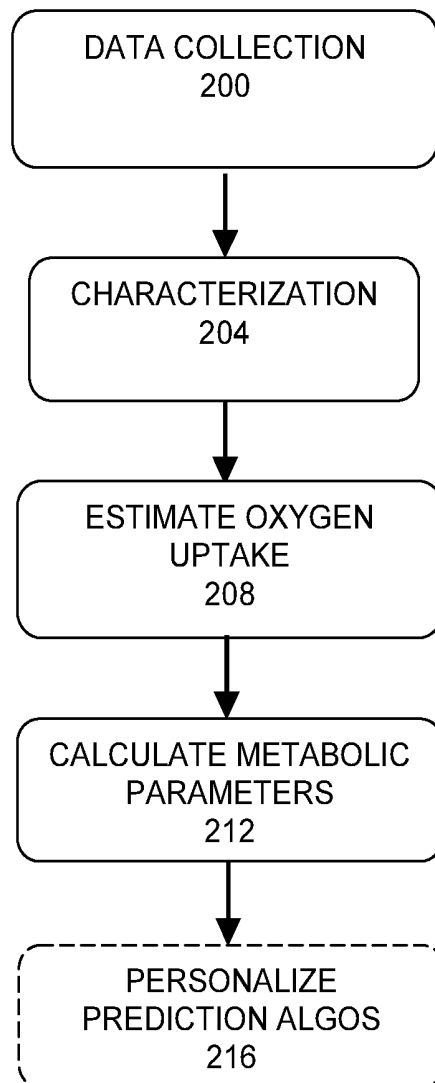 DATA COLLECTION
200
CHARACTERIZATION
204
ESTIMATE OXYGEN
UPTAKE
208
CALCULATE METABOLIC
PARAMETERS
212
PERSONALIZE
PREDICTION ALGOS
216